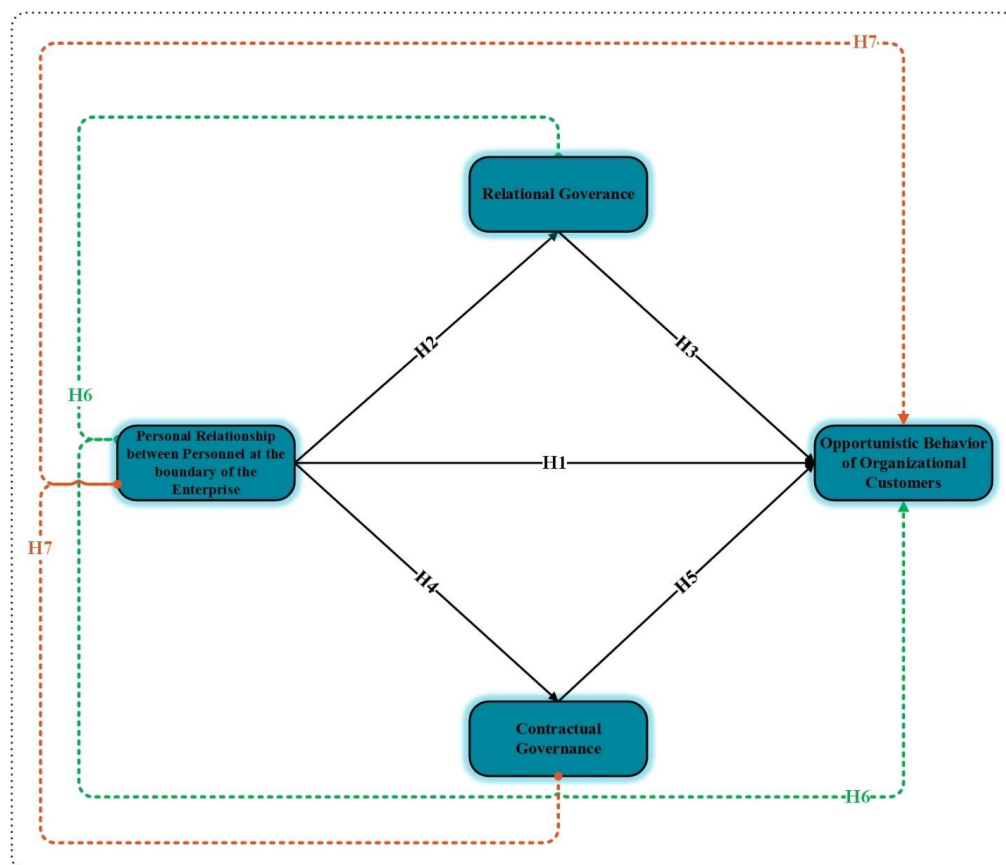 H7
Relational Goverance
H2
H3
H6
Personal Relationship
between Personnel at the
boundary of the
Enterprise
H1
Opportunistic Behavior
of Organizational
Customers
H7
H4
H5
Contractual
Governance
H6